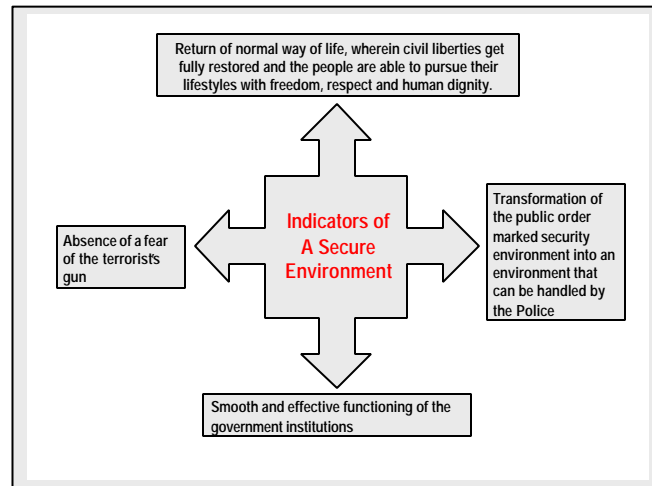 Return of normal way of life, wherein civil liberties get
fully restored and the people are able to pursue their
lifestyles with freedom, respect and human dignity.
Indicators of
A Secure
Environment
Absence of a fear
of the terrorist's
gun
Transformation of
the public order
marked security
environment into an
environment that
can be handled by
the Police
Smooth and effective functioning of the
government institutions